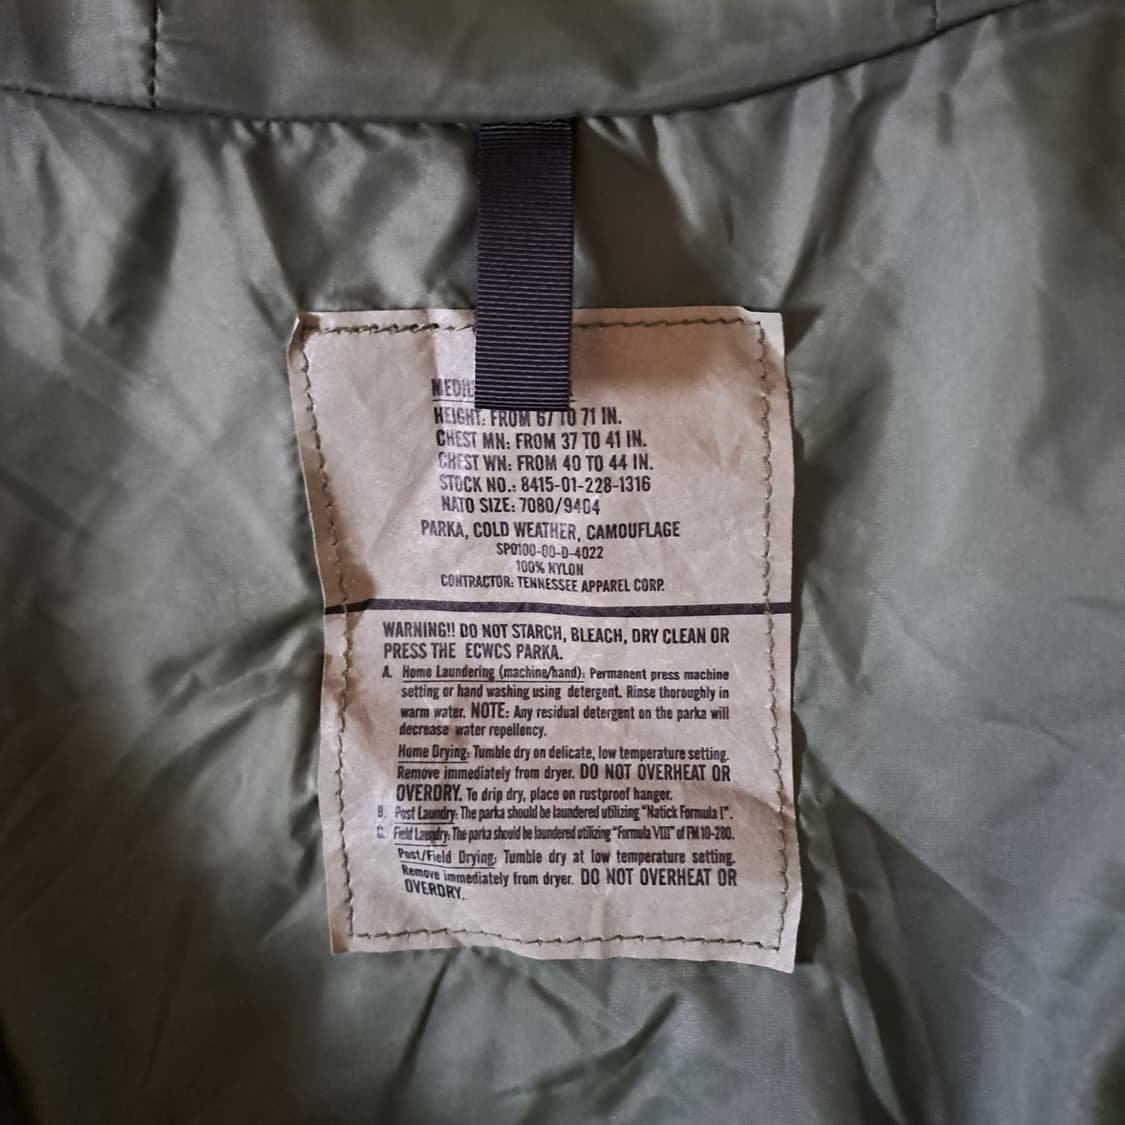 HEIGHT: FROM 67 TO 71 IN.
CHEST MN: FROM 37 TO 41 IN.
CHEST WN: FROM 40 TO 44 IN.
STOCK NO.: 8415-01-228-1316
NATO SIZE: 7080/9404
PARKA, COLD WEATHER, CAMOUFLAGE
SPO100-00-D-4022
100% NYLON
CONTRACTOR: TENNESSEE APPAREL CORP.
WARNING!! DO NOT STARCH, BLEACH, DRY CLEAN OR
PRESS THE ECWCS PARKA.
A. Home Laundering (machine/hand): Permanent press machine
setting or hand washing using detergent. Rinse thoroughly in
warm water. NOTE: Any residual detergent on the parka will
decrease water repellency.
Home Drying: Tumble dry on delicate, low temperature setting.
Remove immediately from dryer. DO NOT OVERHEAT OR
OVERDRY. To drip dry, place on rustproof hanger.
B. Post Laundry: The parka should be laundered utilizing "Natick Formula I".
C. Field Laundry: The parka should be laundered utilizing "Formula VIII" of FM 10-280.
Post/Field Drying: Tumble dry at low temperature setting.
Remove immediately from dryer. DO NOT OVERHEAT OR
OVERDRY.